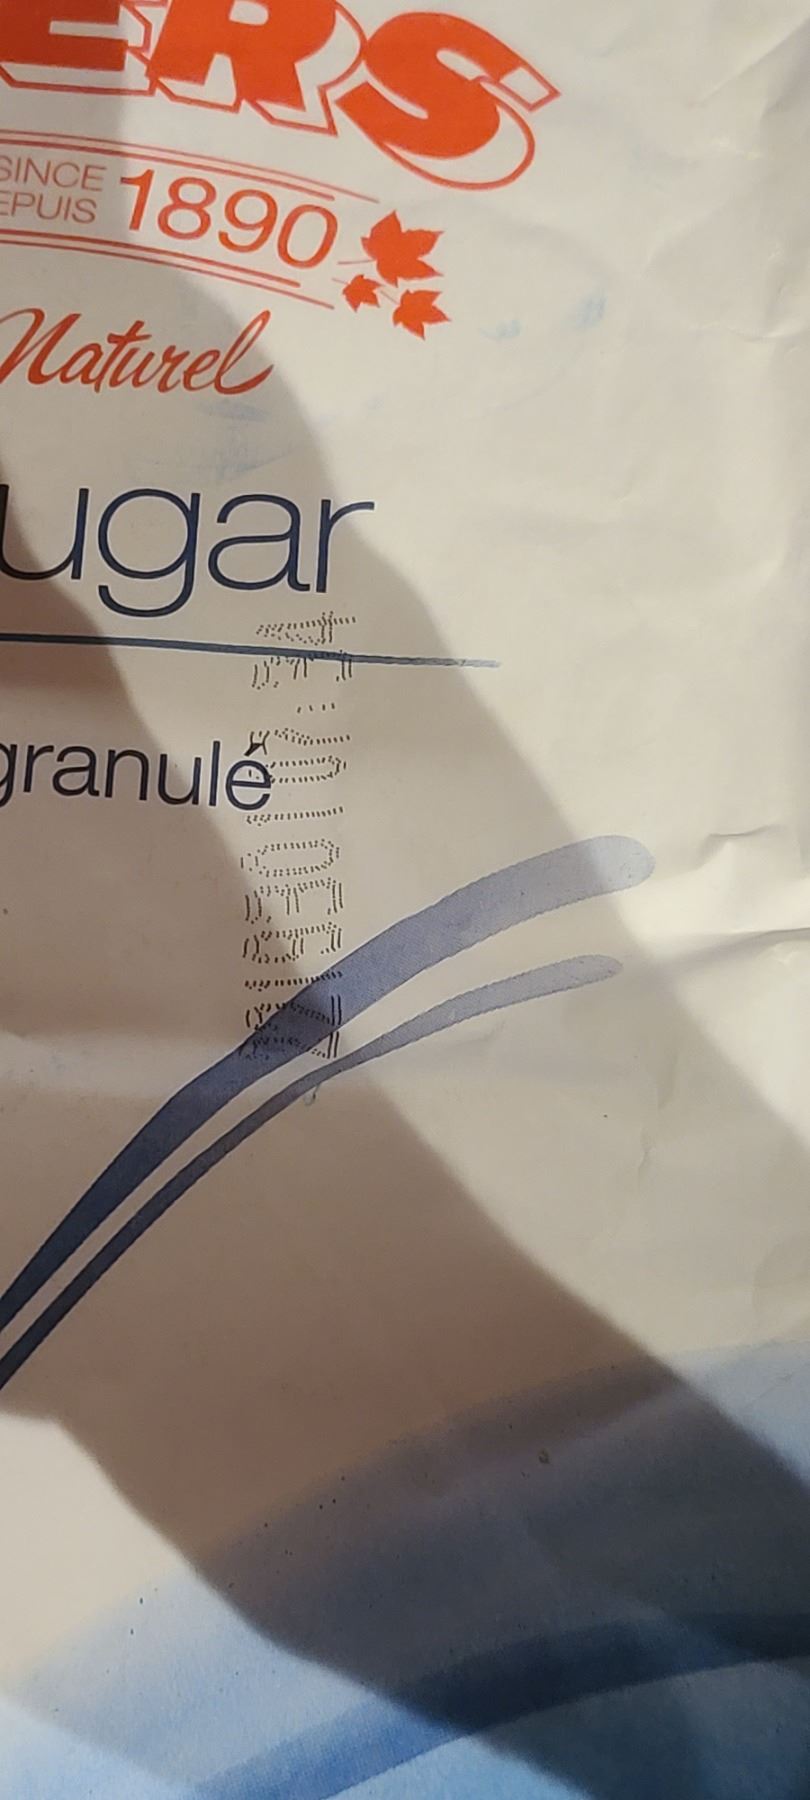 ERS
SINCE
EPUIS
1890
Naturel
ugar
granulé